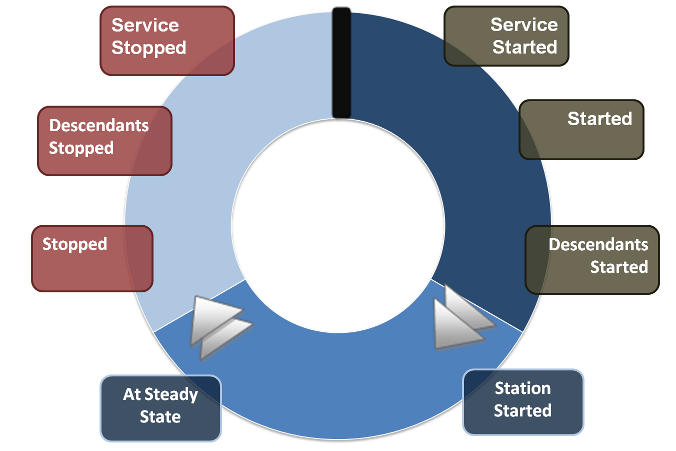 Service
Stopped
Service
Started
Descendants
Stopped
Started
Stopped
Descendants
Started
At Steady
State
Station
Started